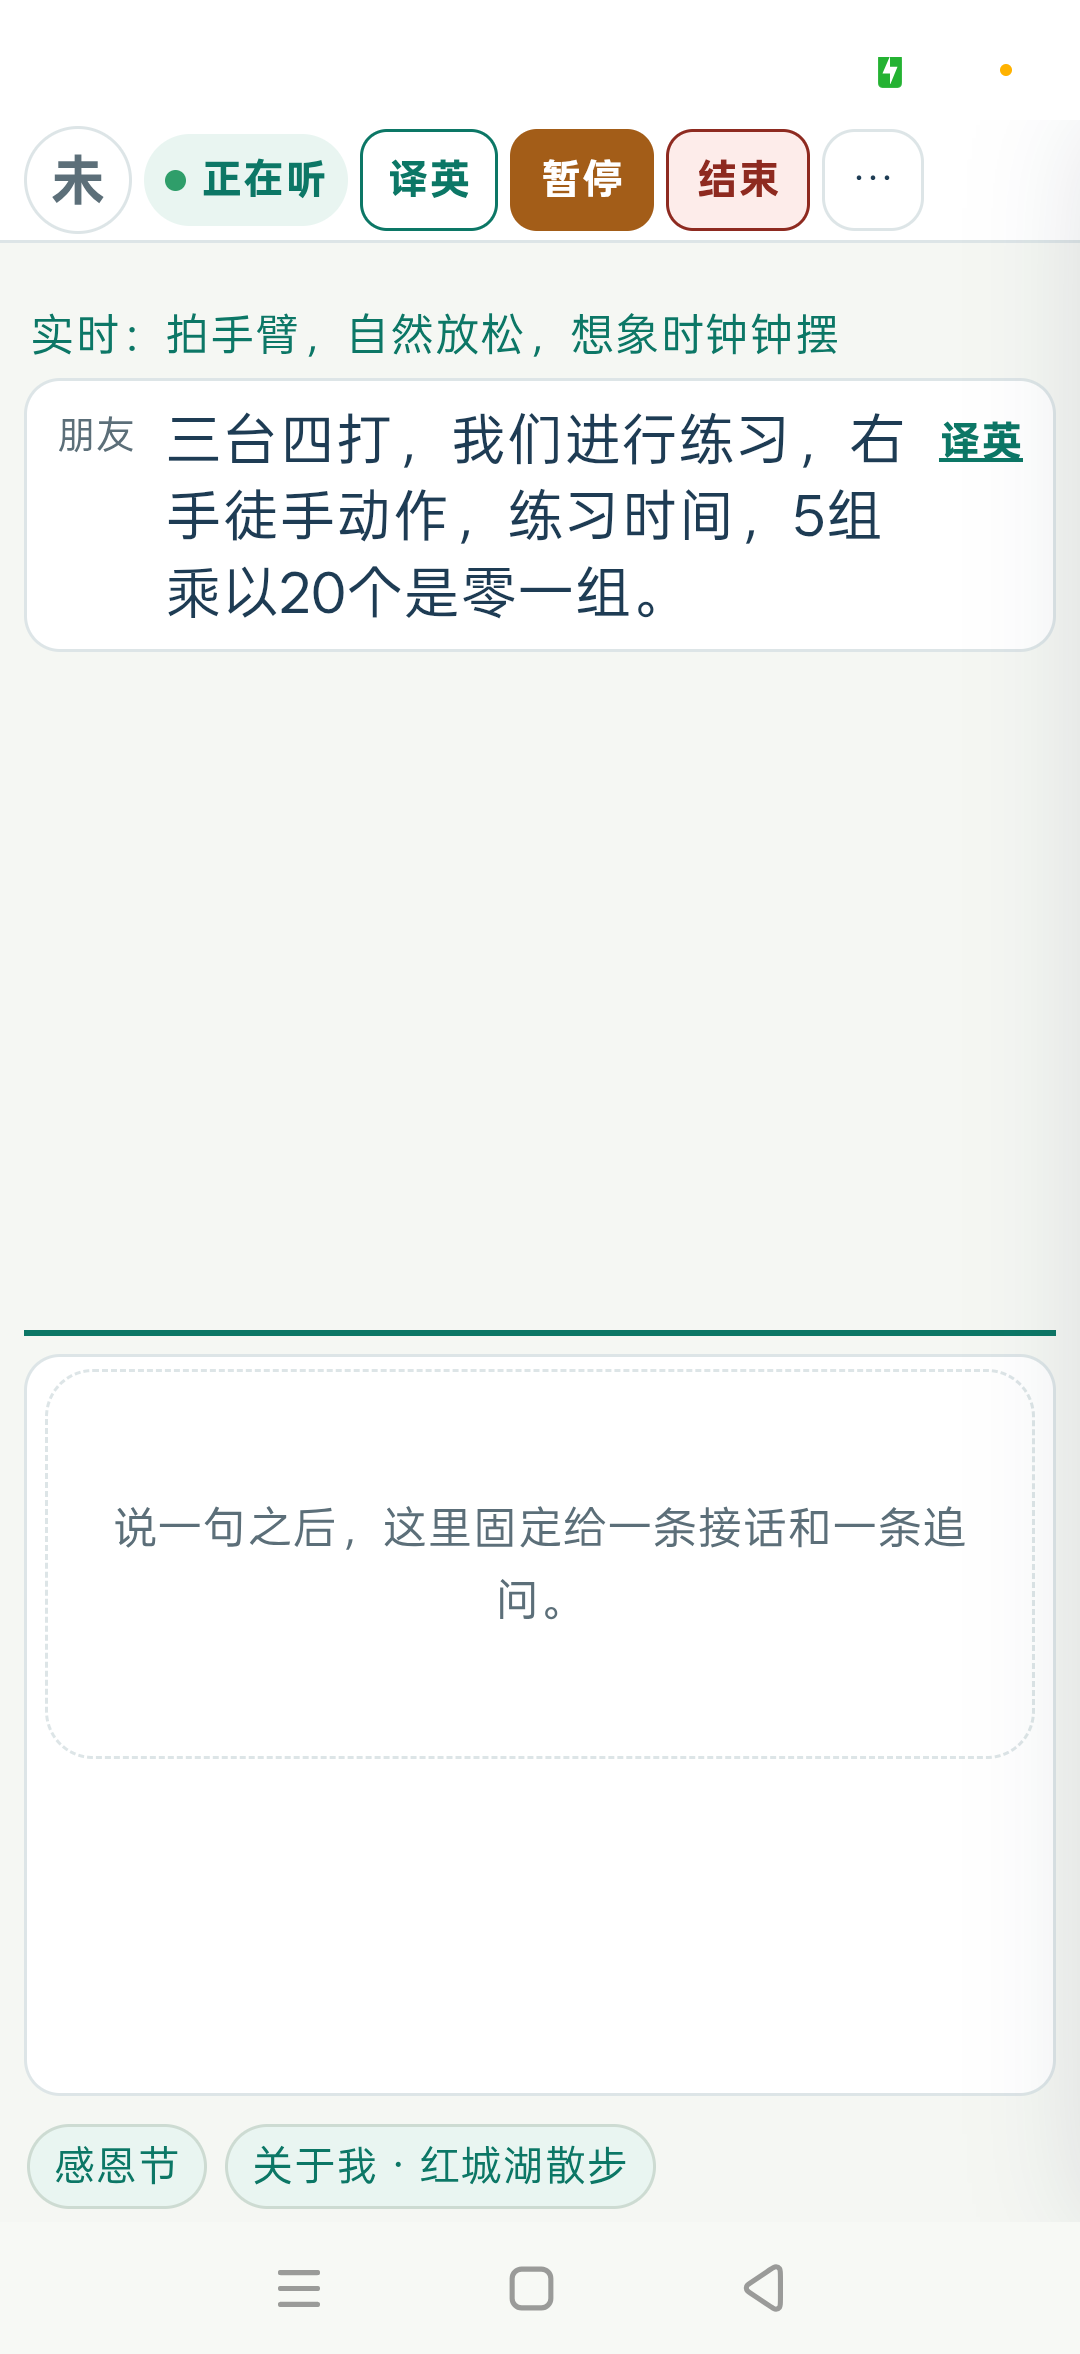 未 正在听 译英 暂停 结束 ···
实时：拍手臂，自然放松，想象时钟钟摆
朋友 三台四打，我们进行练习，右 译英
手徒手动作，练习时间，5组
乘以20个是零一组。
说一句之后，这里固定给一条接话和一条追
问。
感恩节 关于我 · 红城湖散步